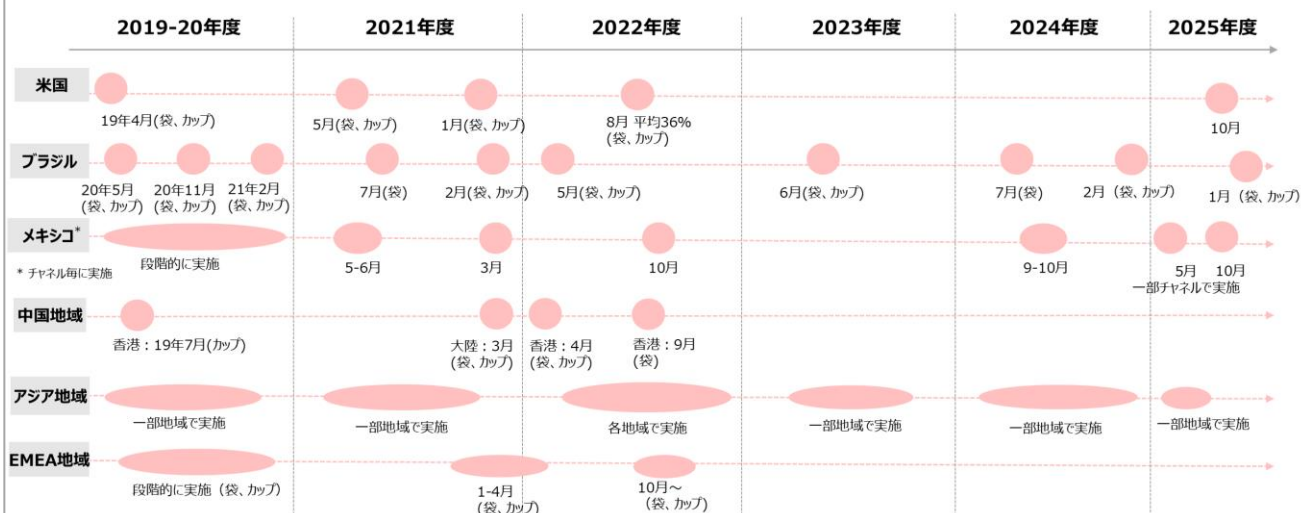 2019-20年度 2021年度 2022年度 2023年度 2024年度 2025年度
米国
19年4月(袋、カップ) 5月(袋、カップ) 1月(袋、カップ) 8月 平均36% 10月
(袋、カップ)
ブラジル
20年5月 20年11月 21年2月 7月(袋) 2月(袋、カップ) 5月(袋、カップ) 6月(袋、カップ) 7月(袋) 2月（袋、カップ) 1月（袋、カップ)
(袋、カップ) (袋、カップ) (袋、カップ)
メキシコ*
段階的に実施 5-6月 3月 10月 9-10月 5月 10月
* チャネル毎に実施
一部チャネルで実施
中国地域
香港：19年7月(カップ) 大陸：3月 香港：4月 香港：9月
(袋、カップ) (袋、カップ) (袋)
アジア地域
一部地域で実施 一部地域で実施 各地域で実施 一部地域で実施 一部地域で実施 一部地域で実施
EMEA地域
段階的に実施（袋、カップ） 1-4月 10月～
(袋、カップ) （袋、カップ)